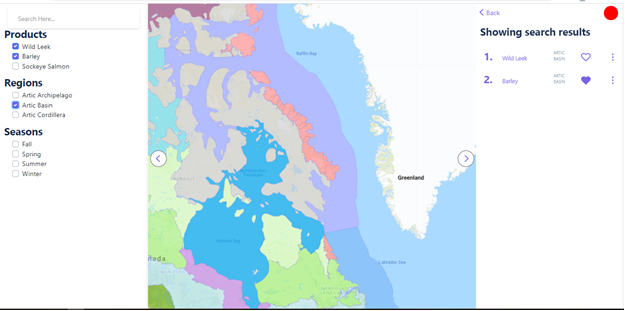 Search Here...
Products
Wild Leek
Barley
Sockeye Salmon
Regions
Artic Archipelago
Artic Basin
Artic Cordillera
Seasons
Fall
Spring
Summer
Winter
Baffin Bay
Greenland
Hudson Bay
Labrador Sea
Back
Showing search results
1. Wild Leek ARTIC BASIN
2. Barley ARTIC BASIN